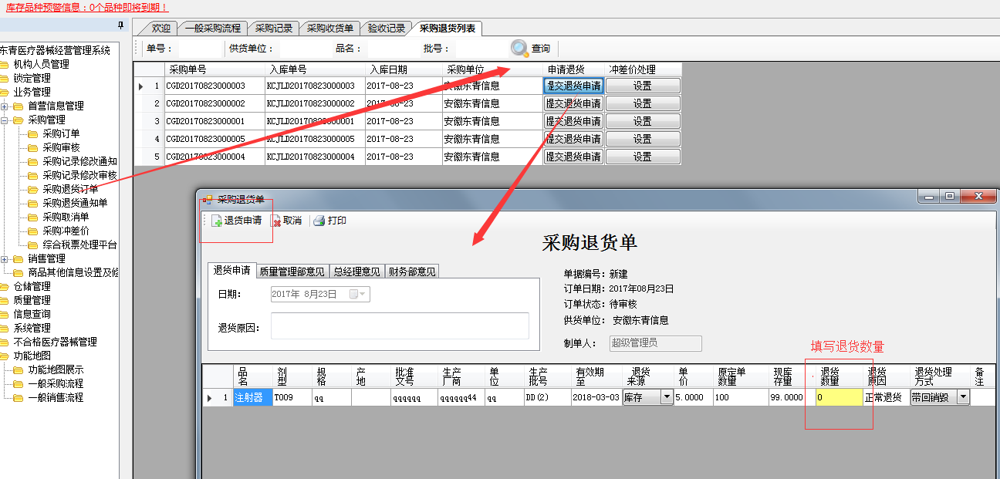 库存品种预警信息：0个品种即将到期！
东青医疗器械经营管理系统
机构人员管理
锁定管理
业务管理
首营信息管理
采购管理
采购订单
采购审核
采购记录修改通知
采购记录修改审核
采购退货订单
采购退货通知单
采购取消单
采购冲差价
综合税票处理平台
销售管理
商品其他信息设置及修
仓储管理
质量管理
信息查询
系统管理
不合格医疗器械管理
功能地图
功能地图展示
一般采购流程
一般销售流程
欢迎 一般采购流程 采购记录 采购收货单 验收记录 采购退货列表
单号： 供货单位： 品名： 批号： 查询
采购单号 入库单号 入库日期 采购单位 申请退货 冲差价处理
1 CGD20170823000003 KCJLD20170823000003 2017-08-23 安徽东青信息 提交退货申请 设置
2 CGD20170823000002 KCJLD20170823000002 2017-08-23 安徽东青信息 提交退货申请 设置
3 CGD20170823000001 KCJLD20170823000001 2017-08-23 安徽东青信息 提交退货申请 设置
4 CGD20170823000005 KCJLD20170823000005 2017-08-23 安徽东青信息 提交退货申请 设置
5 CGD20170823000004 KCJLD20170823000004 2017-08-23 安徽东青信息 提交退货申请 设置
采购退货单
退货申请 取消 打印
采购退货单
退货申请 质量管理部意见 总经理意见 财务部意见
日期： 2017年 8月23日
退货原因：
单据编号：新建
订单日期：2017年08月23日
订单状态：待审核
供货单位： 安徽东青信息
制单人： 超级管理员
填写退货数量
品名 剂型 规格 产地 批准文号 生产厂商 单位 生产批号 有效期至 退货来源 单价 原定单数量 现库存量 退货数量 退货原因 退货处理方式 备注
1 注射器 T009 qq qqqqqq qqqqqq44 qq DD(2) 2018-03-03 库存 5.0000 100 99.0000 0 正常退货 带回销毁